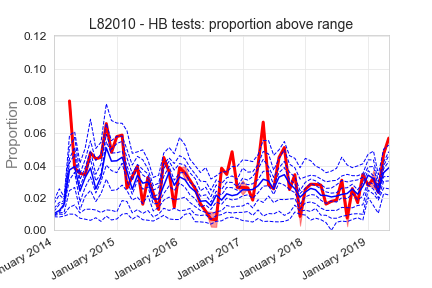 L82010 - HB tests: proportion above range
Proportion
0.12
0.10
0.08
0.06
0.04
0.02
0.00
nuary 2014
January 2015
January 2016
January 2017
January 2018
January 2019